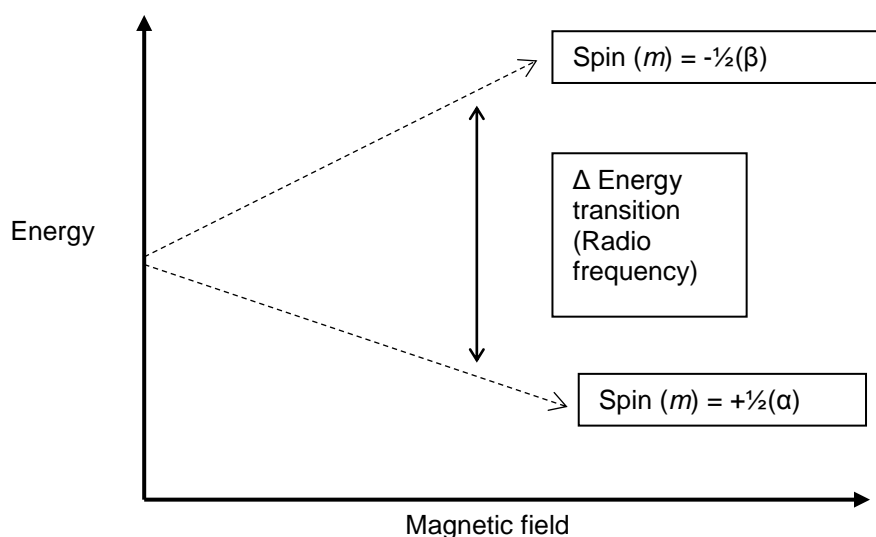 Spin (m) = -½(β)
Δ Energy
transition
(Radio
frequency)
Energy
Spin (m) = +½(α)
Magnetic field